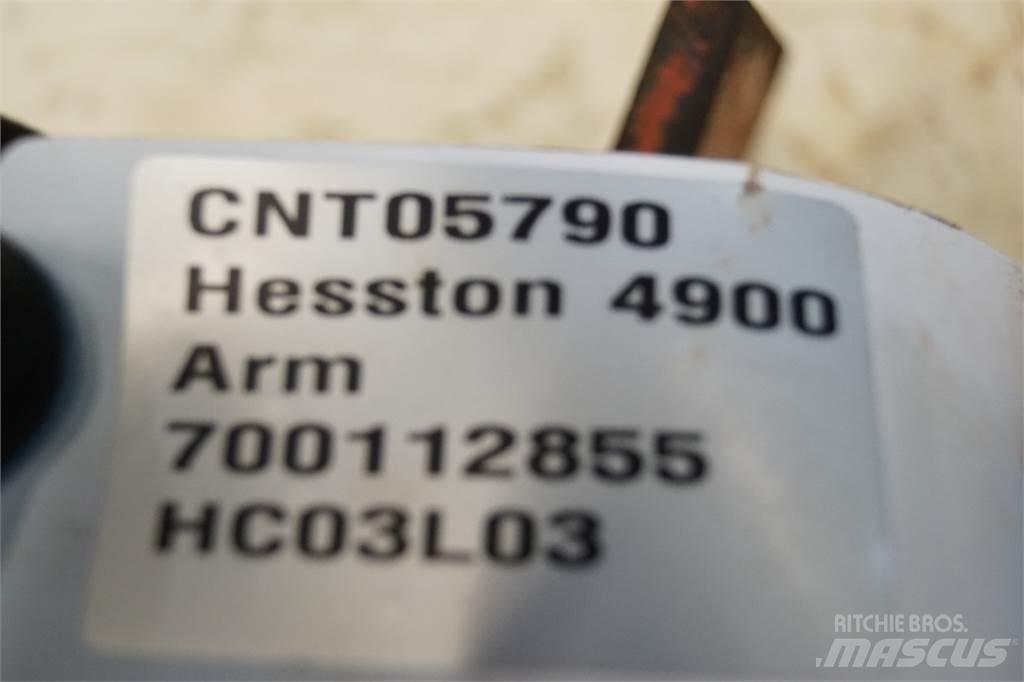 CNT05790
Hesston 4900
Arm
700112855
HC03L03
RITCHIE BROS.
MASCUS